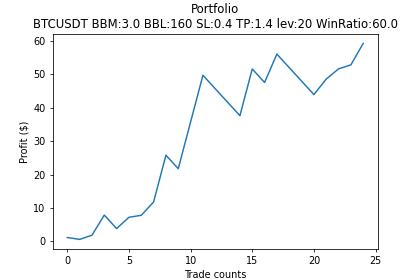 Portfolio
BTCUSDT BBM:3.0 BBL:160 SL:0.4 TP:1.4 lev:20 WinRatio:60.0
60
50
40
30
20
10
0
Profit ($)
0 5 10 15 20 25
Trade counts